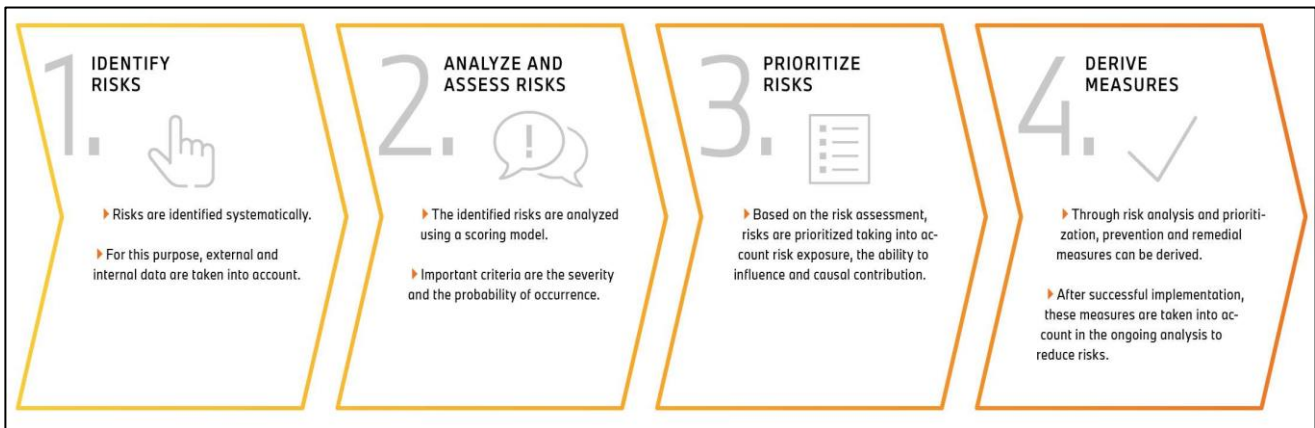 1.
IDENTIFY
RISKS
Risks are identified systematically.
For this purpose, external and
internal data are taken into account.
2.
ANALYZE AND
ASSESS RISKS
!
The identified risks are analyzed
using a scoring model.
Important criteria are the severity
and the probability of occurrence.
3.
PRIORITIZE
RISKS
Based on the risk assessment,
risks are prioritized taking into ac-
count risk exposure, the ability to
influence and causal contribution.
4.
DERIVE
MEASURES
Through risk analysis and prioriti-
zation, prevention and remedial
measures can be derived.
After successful implementation,
these measures are taken into ac-
count in the ongoing analysis to
reduce risks.